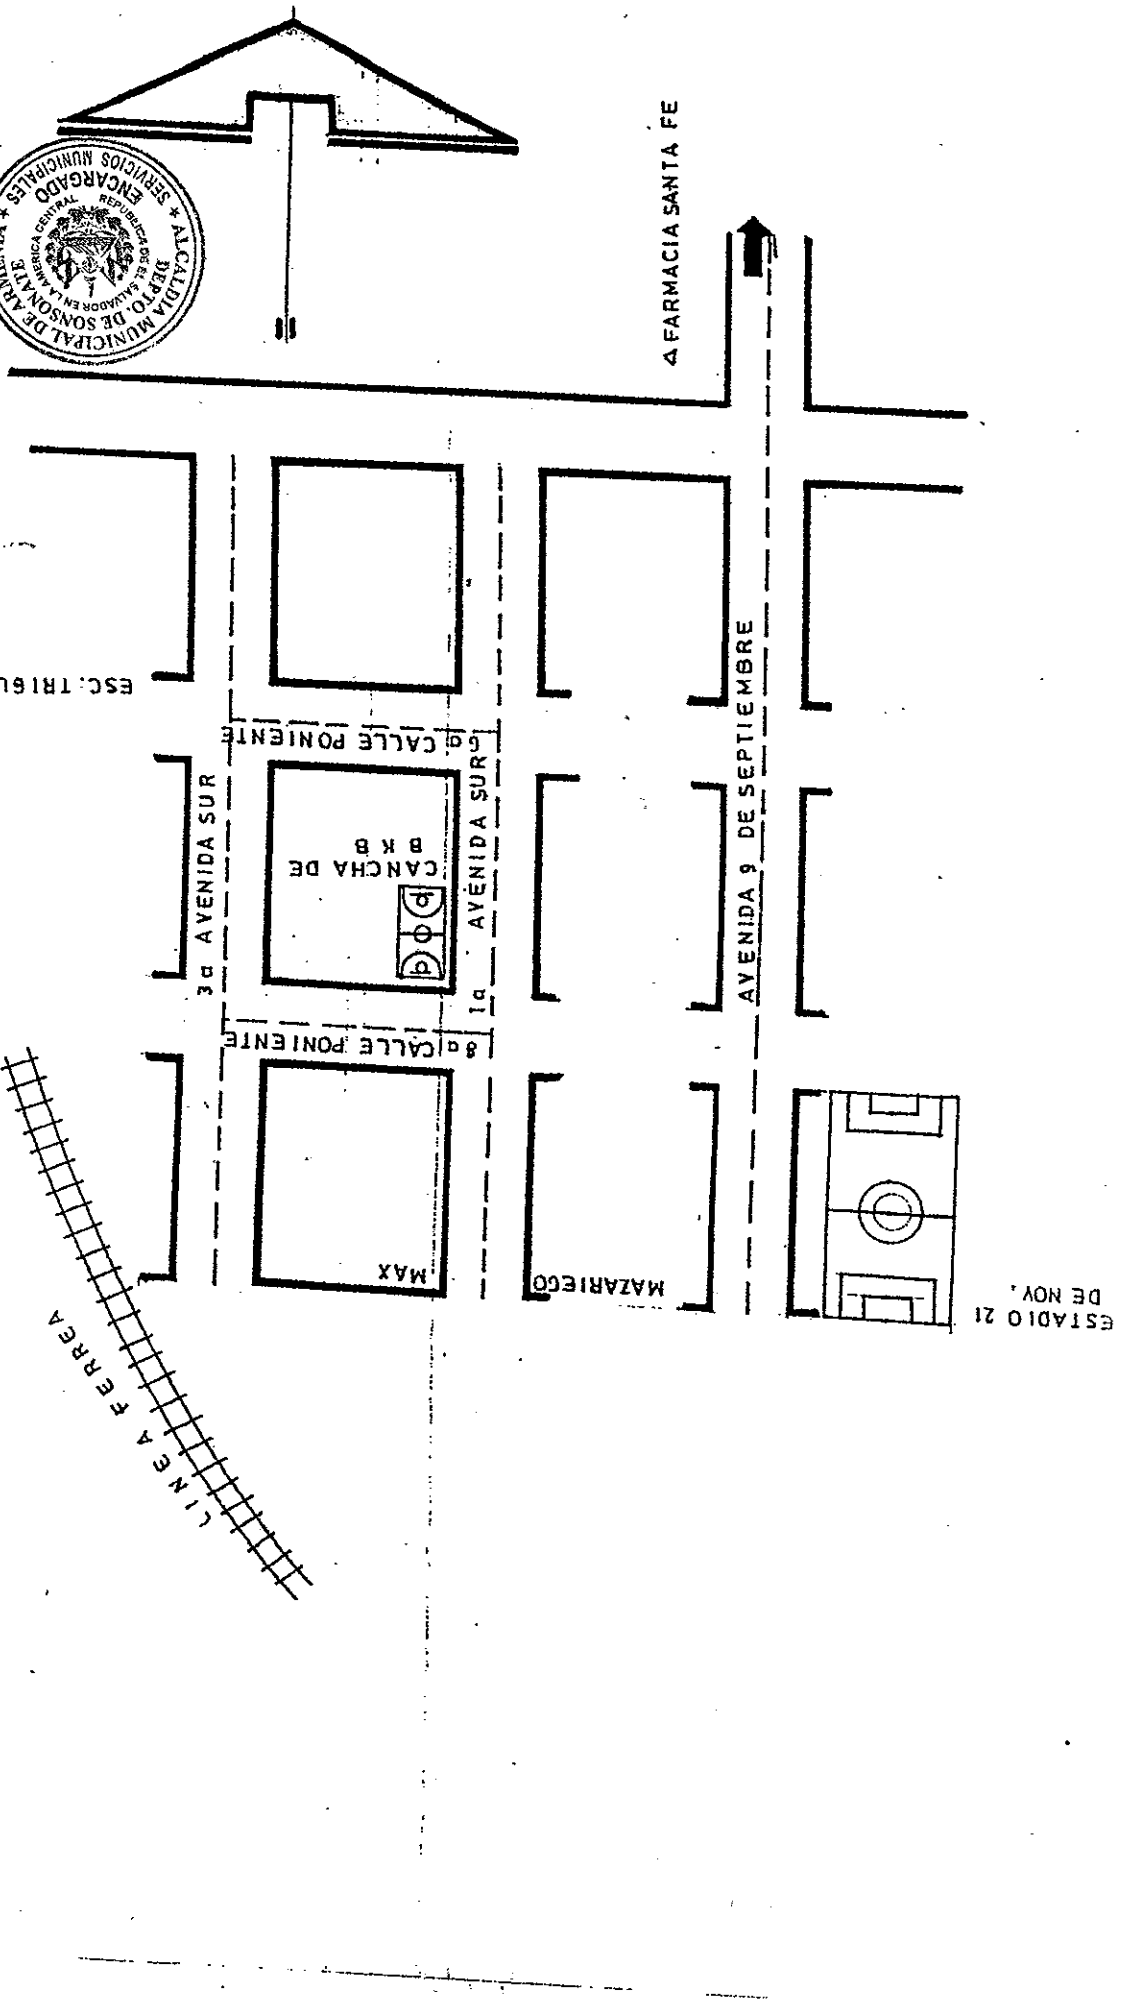 ALCALDIA MUNICIPAL DE ARMENIA
DEPTO. DE SONSONATE
SERVICIOS MUNICIPALES
ENCARGADO
REPUBLICA DE EL SALVADOR EN LA AMERICA CENTRAL
FARMACIA SANTA FE
ESC. TRIGU
6a CALLE PONIENTE
3a AVENIDA SUR
CANCHA DE
B K B
1a AVENIDA SUR
AVENIDA 9 DE SEPTIEMBRE
8a CALLE PONIENTE
MAX
MAZARIEGO
ESTADIO 21
DE NOV.
LINEA FERREA